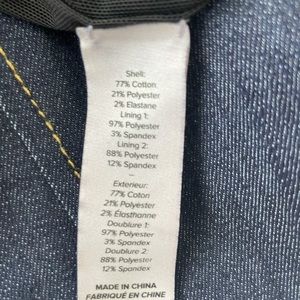 Shell:
77% Cotton
21% Polyester
2% Elastane
Lining 1:
97% Polyester
3% Spandex
Lining 2:
88% Polyester
12% Spandex
—
Exterieur:
77% Coton
21% Polyester
2% Élasthanne
Doublure 1:
97% Polyester
3% Spandex
Doublure 2:
88% Polyester
12% Spandex
MADE IN CHINA
FABRIQUÉ EN CHINE